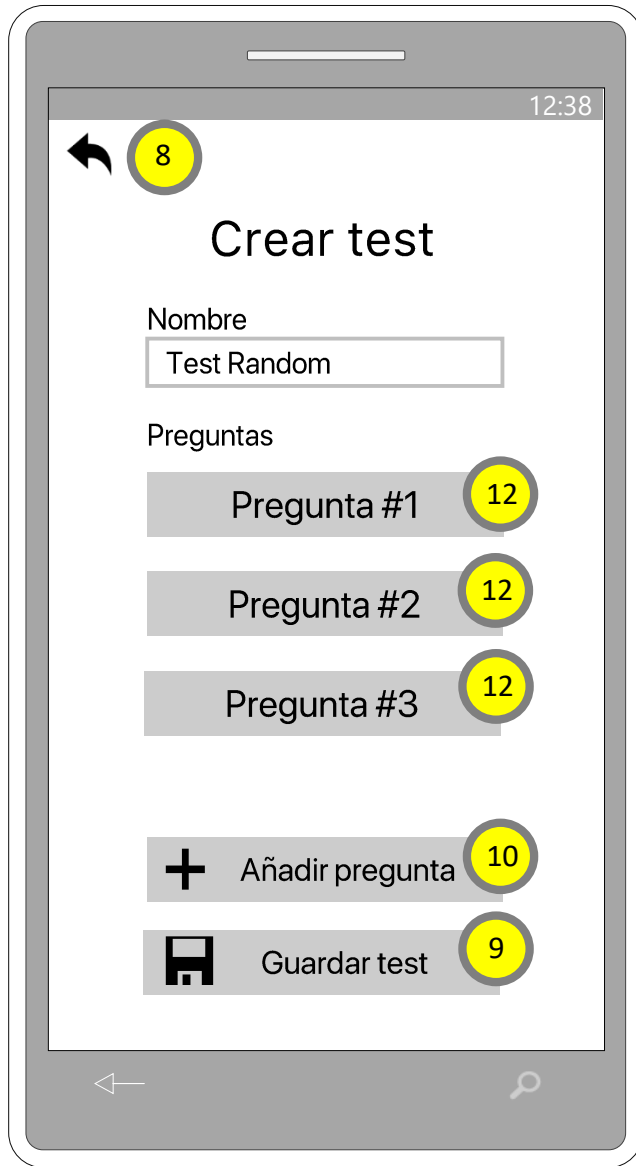 12:38
8
Crear test
Nombre
Test Random
Preguntas
Pregunta #1
12
Pregunta #2
12
Pregunta #3
12
Añadir pregunta
10
Guardar test
9